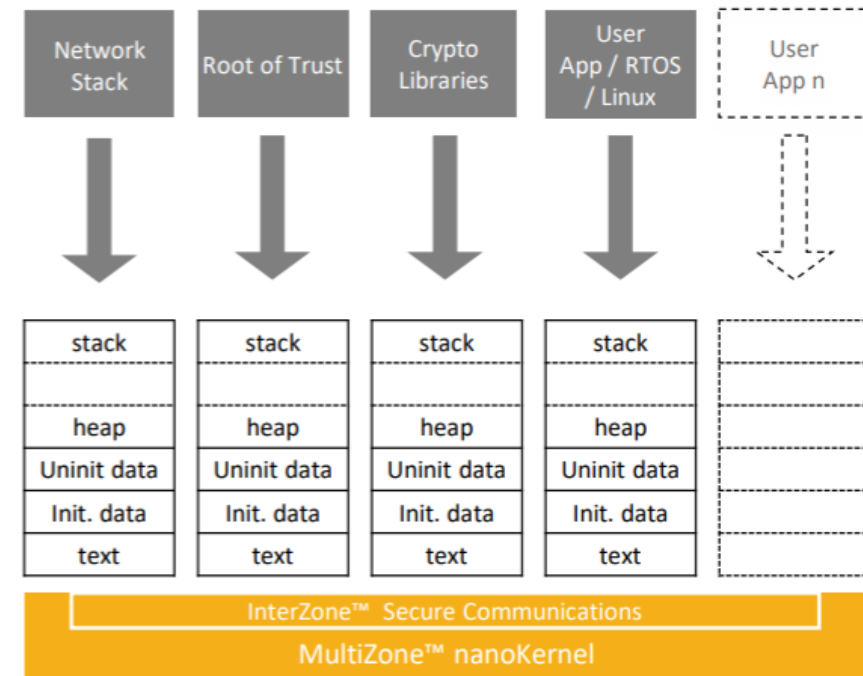 Network
Stack
Root of Trust
Crypto
Libraries
User
App / RTOS
/ Linux
User
App n
stack
stack
stack
stack
heap
heap
heap
heap
Uninit data
Uninit data
Uninit data
Uninit data
Init. data
Init. data
Init. data
Init. data
text
text
text
text
InterZone™ Secure Communications
MultiZone™ nanoKernel